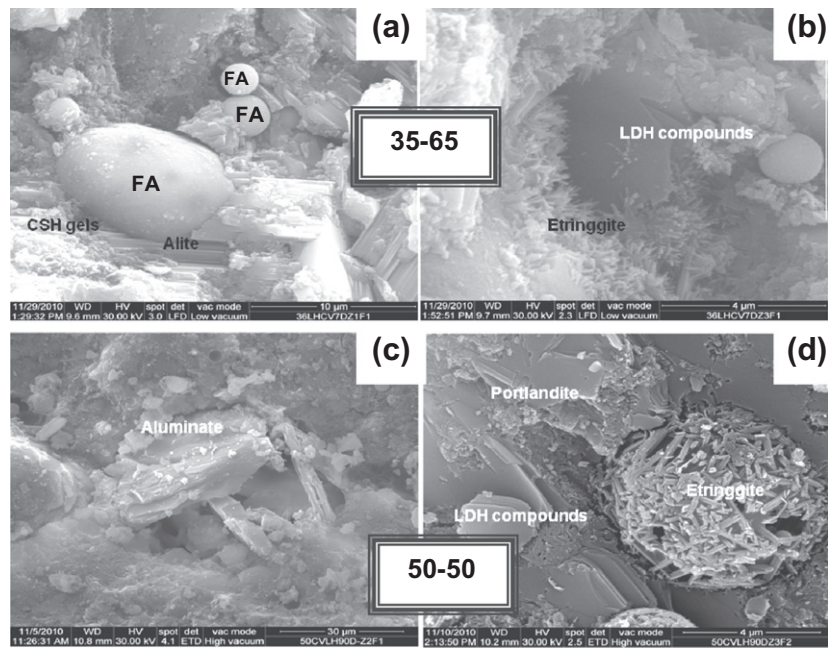 (a)
FA
FA
FA
CSH gels
Alite
11/29/2010 WD HV spot det vac mode 10 µm
1:29:32 PM 9.6 mm 30.00 kV 3.0 LFD Low vacuum 36LHCV7DZ1F1
(b)
LDH compounds
Etringgite
11/29/2010 WD HV spot det vac mode 4 µm
1:52:51 PM 9.7 mm 30.00 kV 2.3 LFD Low vacuum 36LHCV7DZ3F1
35-65
(c)
Aluminate
11/5/2010 WD HV spot det vac mode 30 µm
11:26:31 AM 10.8 mm 30.00 kV 4.1 ETD High vacuum 50CVLH90D-Z2F1
(d)
Portlandite
Etringgite
LDH compounds
11/10/2010 WD HV spot det vac mode 4 µm
2:13:50 PM 10.2 mm 30.00 kV 2.5 ETD High vacuum 50CVLH90DZ3F2
50-50